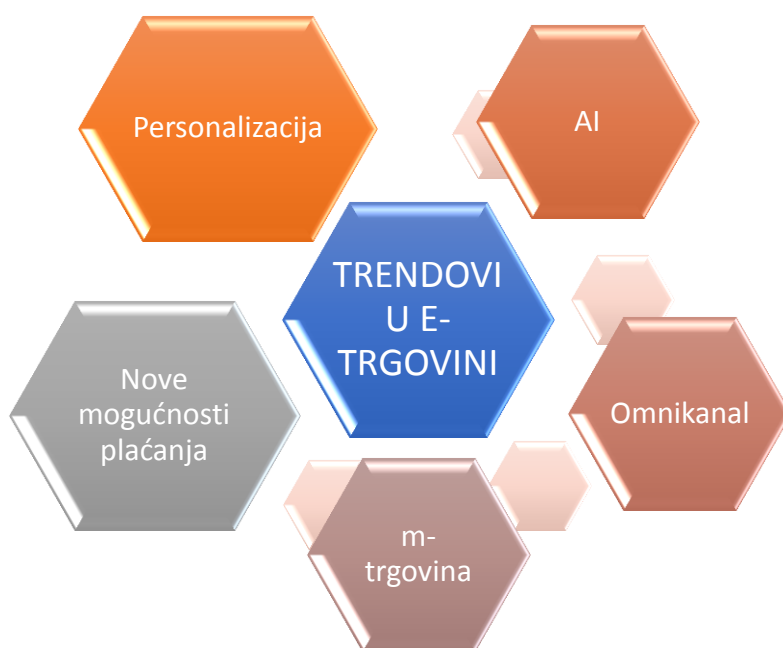 Personalizacija
AI
TRENDOVI
U E-
TRGOVINI
Nove
mogućnosti
plaćanja
Omnikanal
m-
trgovina